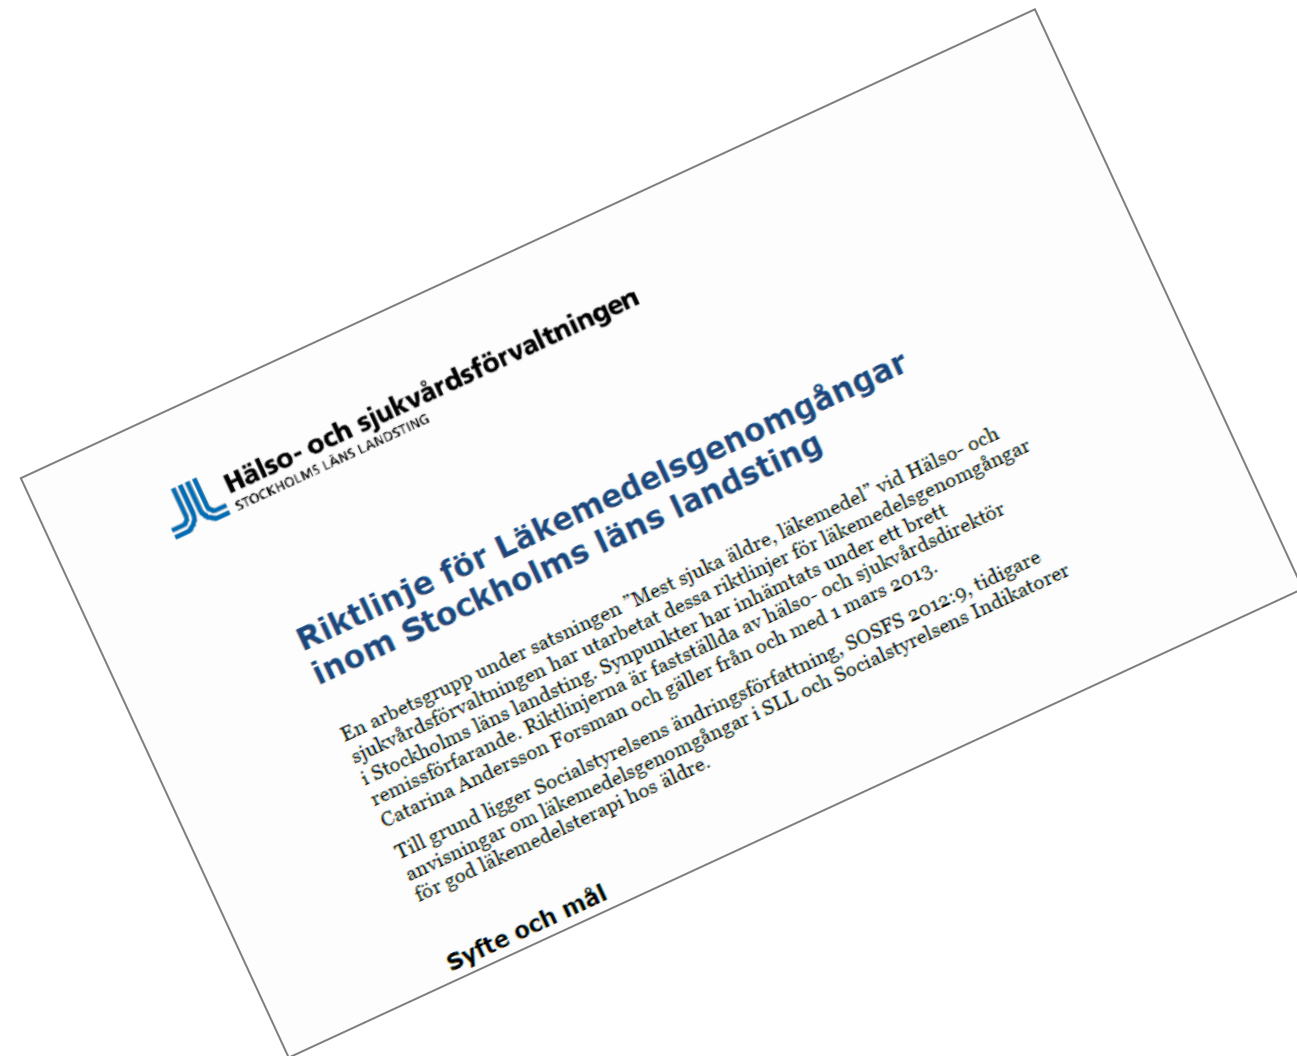 Hälso- och sjukvårdsförvaltningen
STOCKHOLMS LÄNS LANDSTING
Riktlinje för Läkemedelsgenomgångar
inom Stockholms läns landsting
En arbetsgrupp under satsningen ”Mest sjuka äldre, läkemedel” vid Hälso- och
sjukvårdsförvaltningen har utarbetat dessa riktlinjer för läkemedelsgenomgångar
i Stockholms läns landsting. Synpunkter har inhämtats under ett brett
remissförfarande. Riktlinjerna är fastställda av hälso- och sjukvårdsdirektör
Catarina Andersson Forsman och gäller från och med 1 mars 2013.
Till grund ligger Socialstyrelsens ändringsförfattning, SOSFS 2012:9, tidigare
anvisningar om läkemedelsgenomgångar i SLL och Socialstyrelsens Indikatorer
för god läkemedelsterapi hos äldre.
Syfte och mål